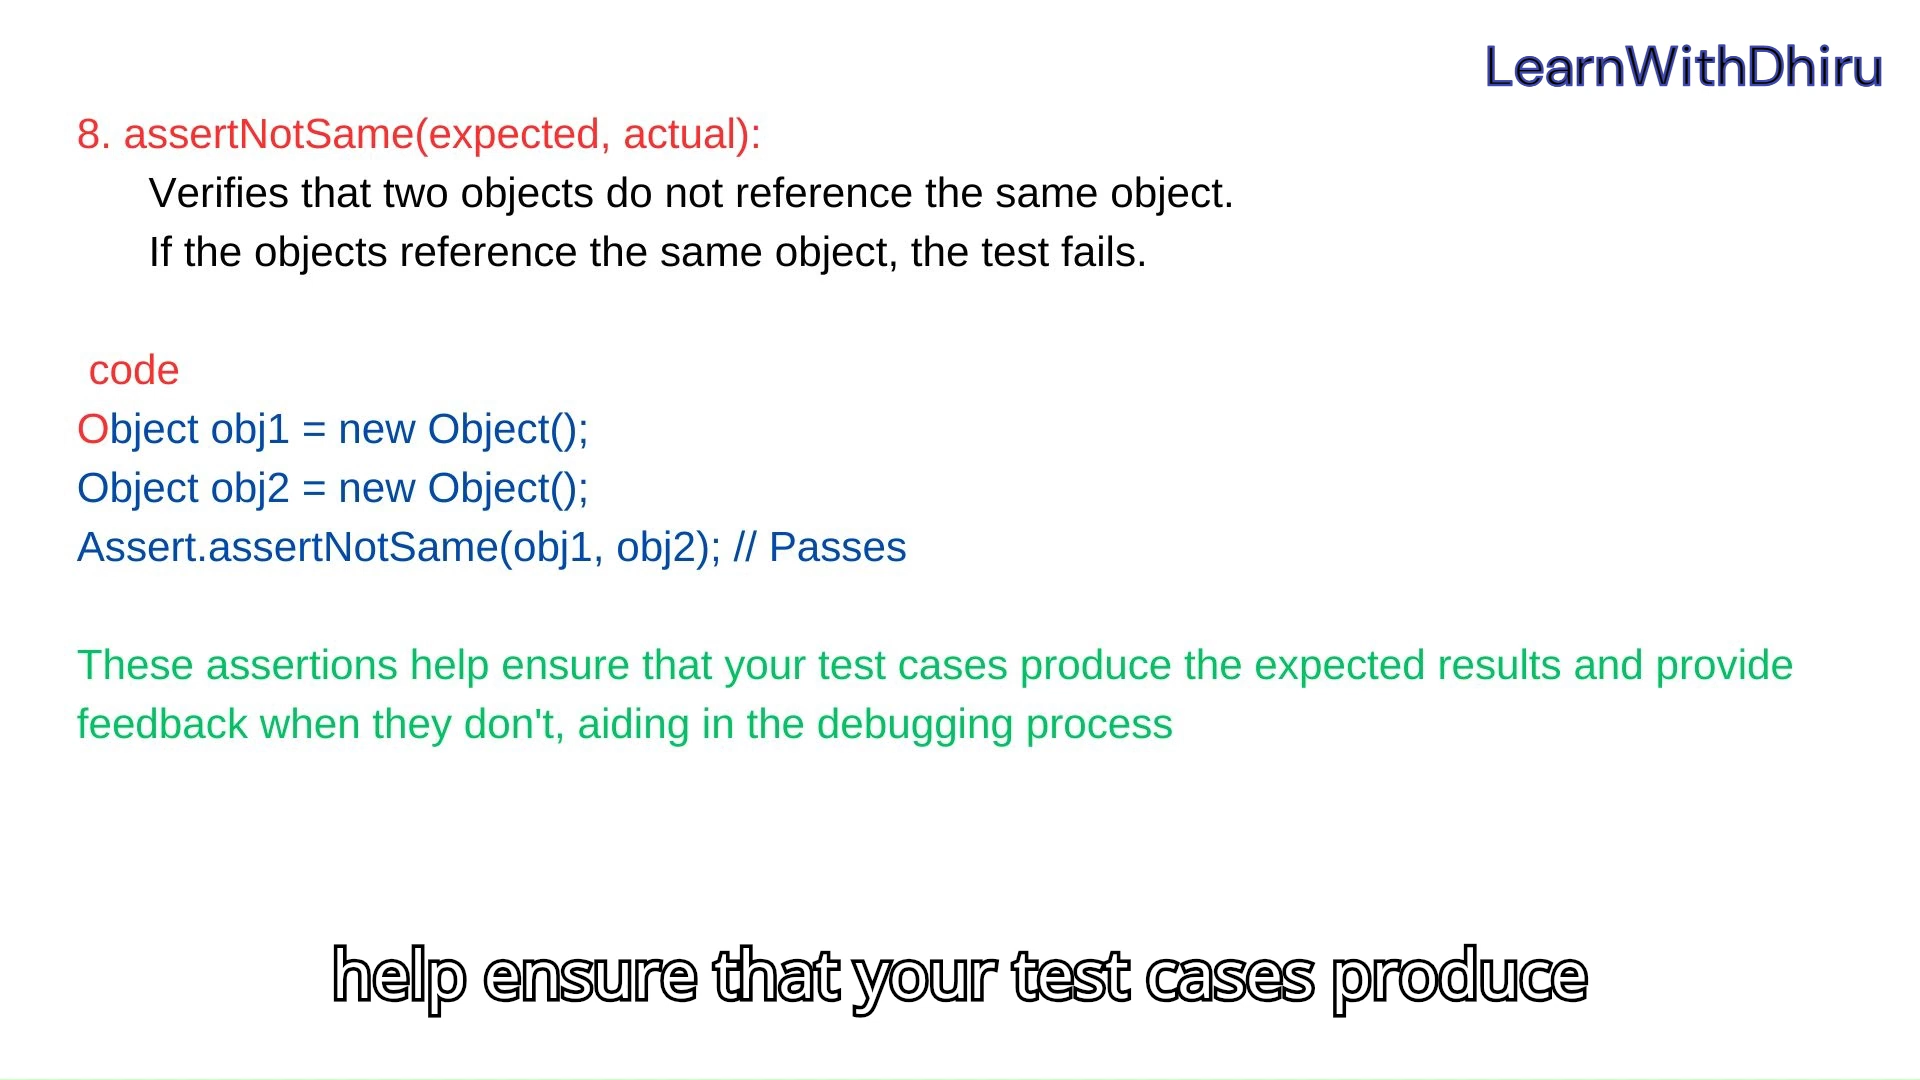 LearnWithDhiru
8. assertNotSame(expected, actual):
Verifies that two objects do not reference the same object.
If the objects reference the same object, the test fails.
code
Object obj1 = new Object();
Object obj2 = new Object();
Assert.assertNotSame(obj1, obj2); // Passes
These assertions help ensure that your test cases produce the expected results and provide
feedback when they don't, aiding in the debugging process
help ensure that your test cases produce